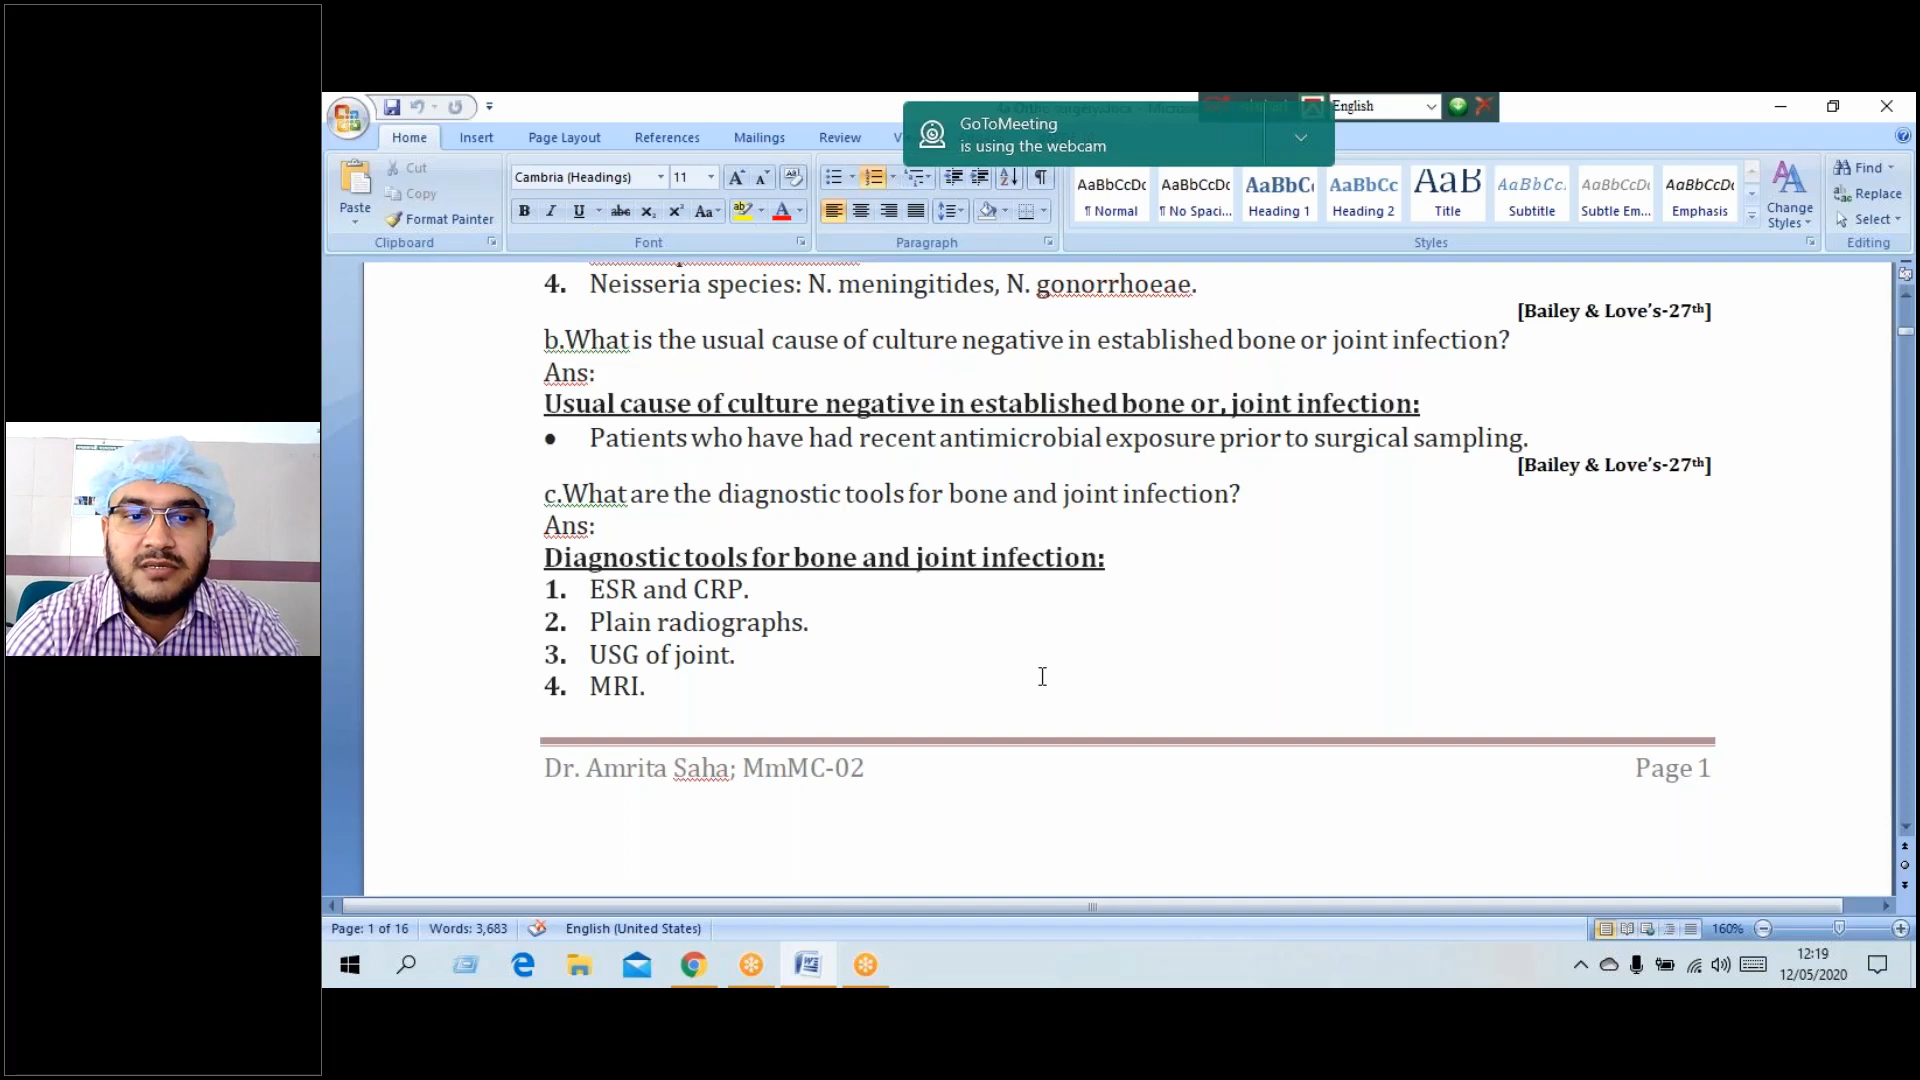 Home Insert Page Layout References Mailings Review
GoToMeeting
is using the webcam
English
Paste
Cut
Copy
Format Painter
Clipboard
Cambria (Headings) 11
Font
Paragraph
AaBbCcDc AaBbCcDc AaBbC AaBbCc AaB AaBbCc. AaBbCcDi AaBbCcDc
¶ Normal ¶ No Spaci... Heading 1 Heading 2 Title Subtitle Subtle Em... Emphasis
Change
Styles
Styles
Find
Replace
Select
Editing
4. Neisseria species: N. meningitides, N. gonorrhoeae.
[Bailey & Love's-27th]
b.What is the usual cause of culture negative in established bone or joint infection?
Ans:
Usual cause of culture negative in established bone or, joint infection:
• Patients who have had recent antimicrobial exposure prior to surgical sampling.
[Bailey & Love's-27th]
c.What are the diagnostic tools for bone and joint infection?
Ans:
Diagnostic tools for bone and joint infection:
1. ESR and CRP.
2. Plain radiographs.
3. USG of joint.
4. MRI.
Dr. Amrita Saha; MmMC-02 Page 1
Page: 1 of 16 Words: 3,683 English (United States) 160%
12:19
12/05/2020